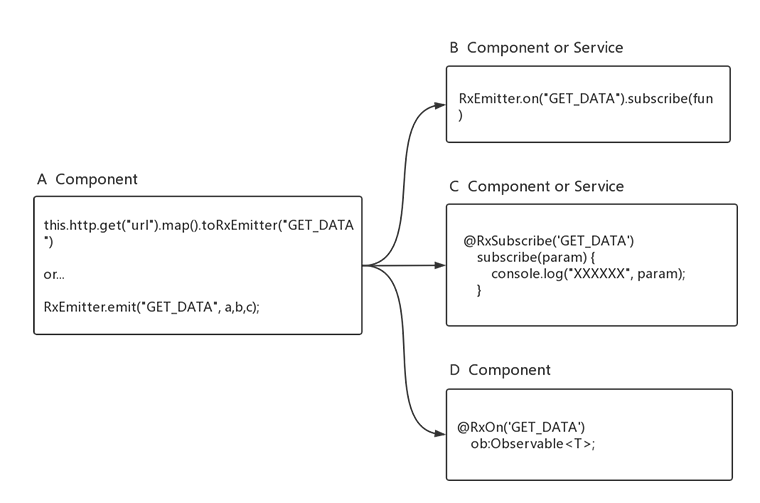 A Component
this.http.get("url").map().toRxEmitter("GET_DATA
")
or...
RxEmitter.emit("GET_DATA", a,b,c);
B Component or Service
RxEmitter.on("GET_DATA").subscribe(fun
)
C Component or Service
@RxSubscribe('GET_DATA')
subscribe(param) {
console.log("XXXXXX", param);
}
D Component
@RxOn('GET_DATA')
ob:Observable<T>;